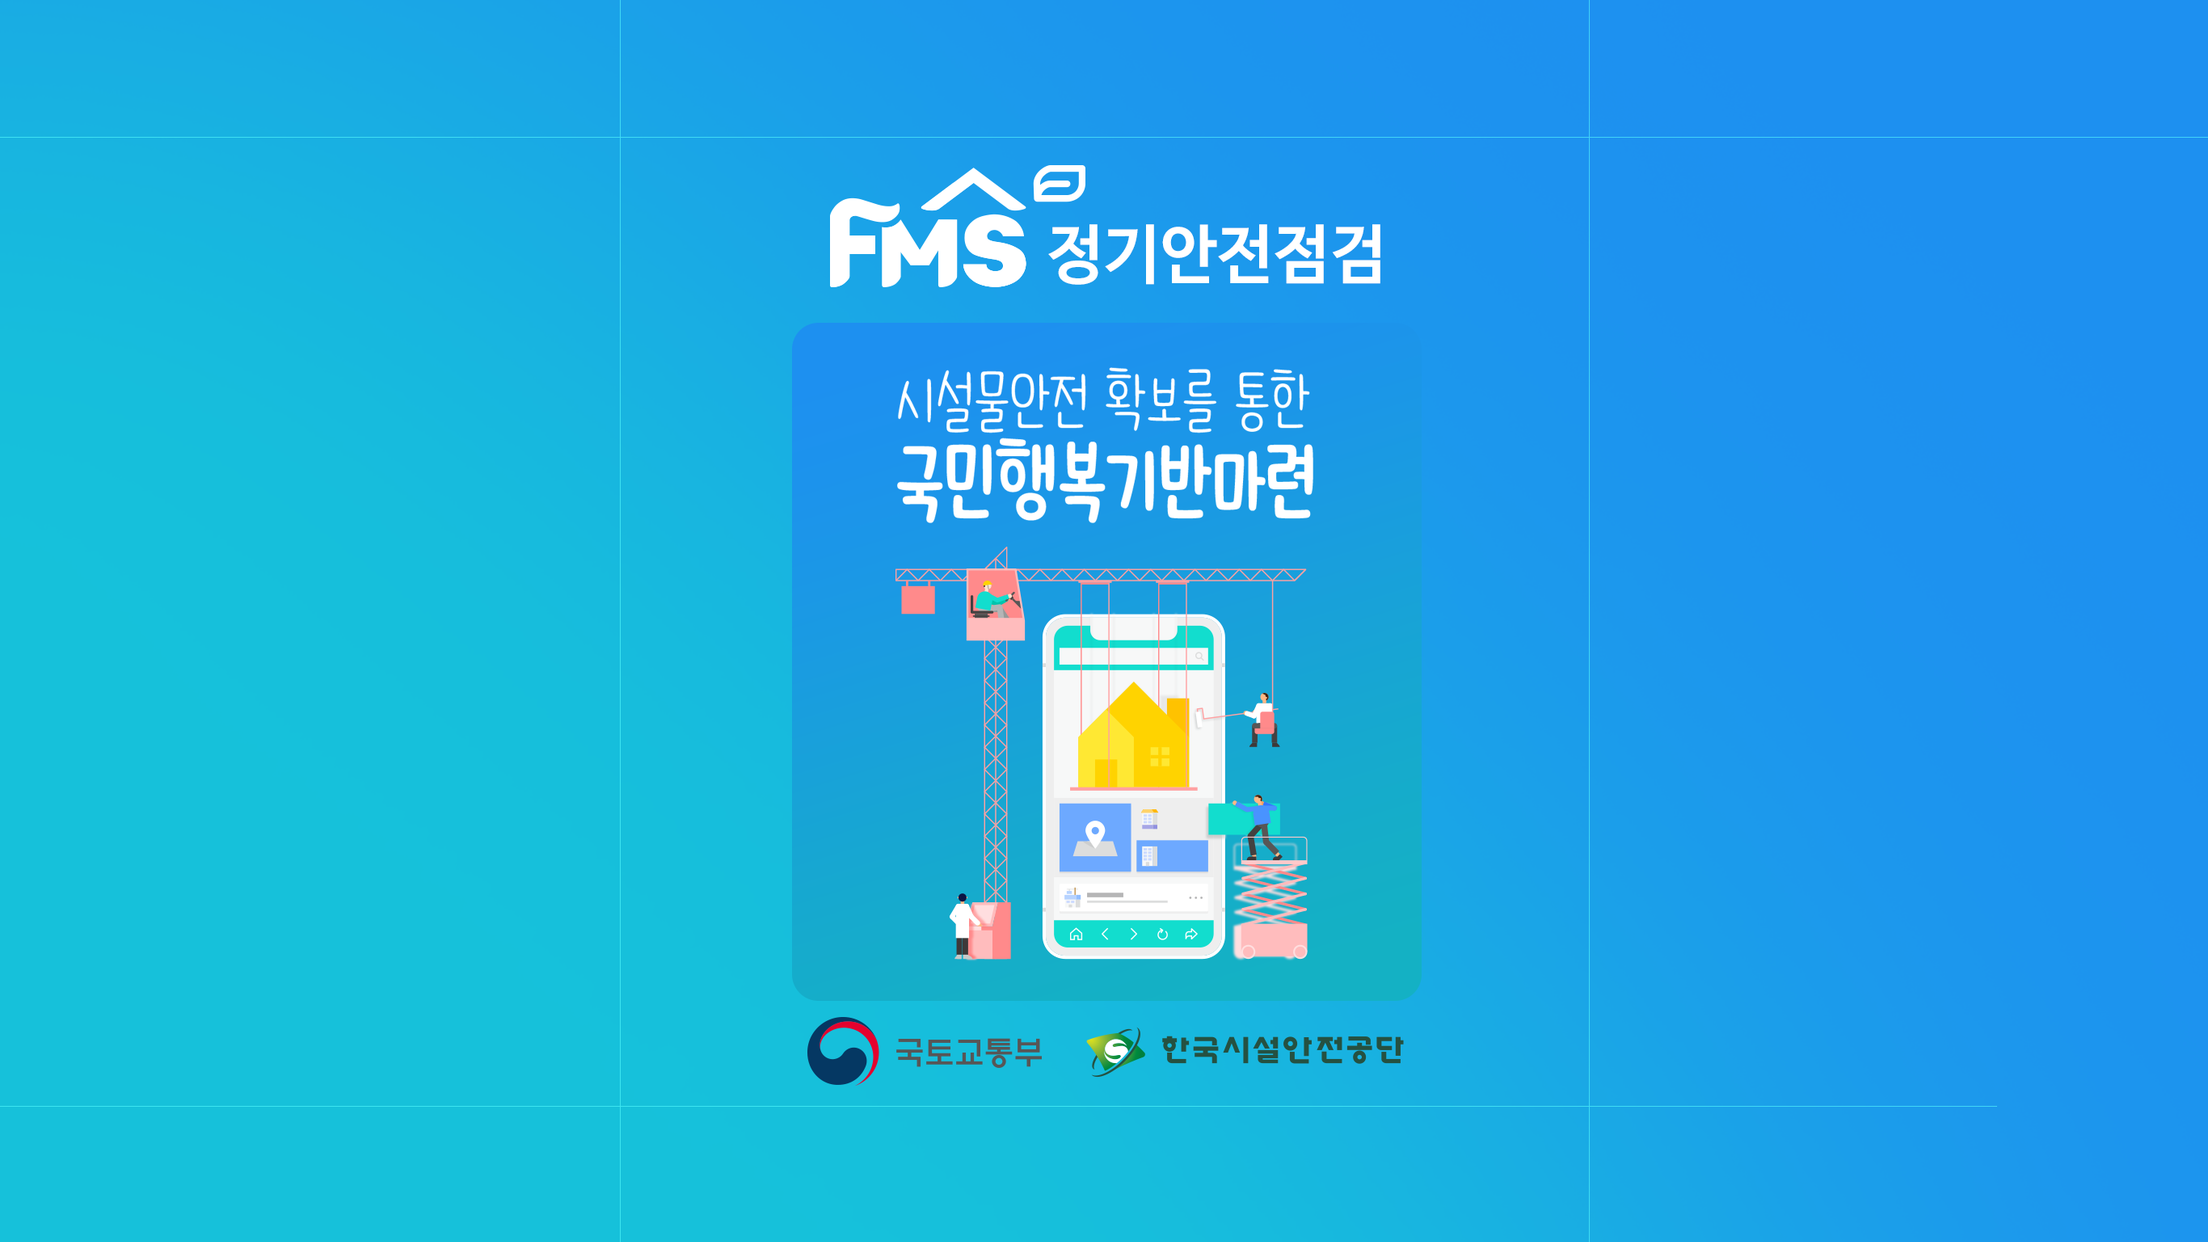 FMS 정기안전점검
시설물안전 확보를 통한
국민행복기반마련
국토교통부
한국시설안전공단